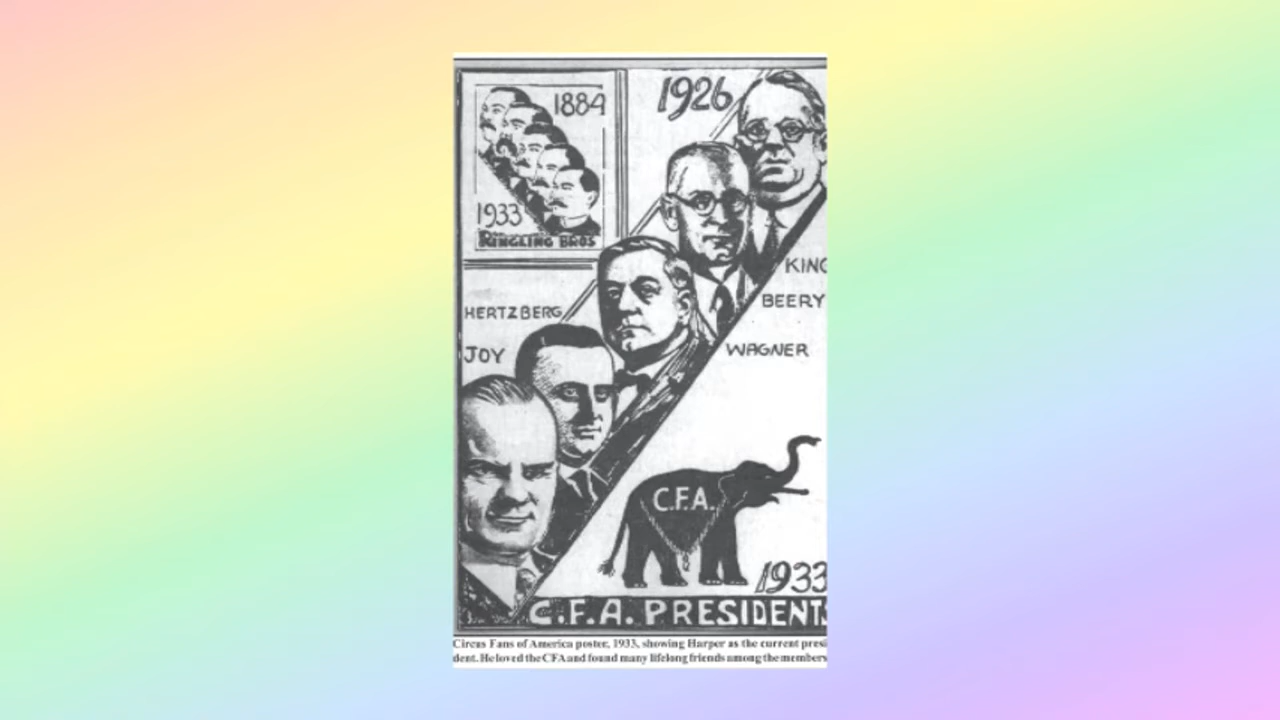 1884
1933
RINGLING BROS
1926
KING
BEERY
HERTZBERG
JOY
WAGNER
C.F.A.
1933
C.F.A. PRESIDENTS
Circus Fans of America poster, 1933, showing Harper as the current presi
dent. He loved the CFA and found many lifelong friends among the members